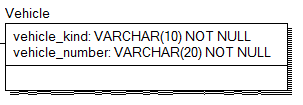 Vehicle
vehicle_kind: VARCHAR(10) NOT NULL
vehicle_number: VARCHAR(20) NOT NULL